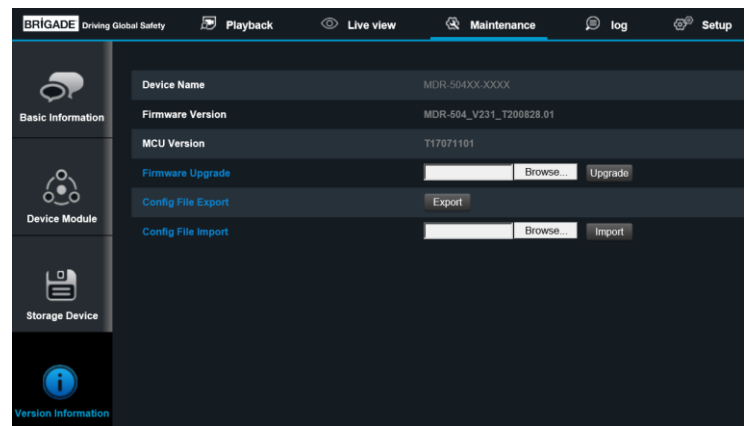 BRIGADE Driving Global Safety Playback Live view Maintenance log Setup
Basic Information
Device Module
Storage Device
Version Information
Device Name MDR-504XX-XXXX
Firmware Version MDR-504_V231_T200828.01
MCU Version T17071101
Firmware Upgrade Browse... Upgrade
Config File Export Export
Config File Import Browse... Import